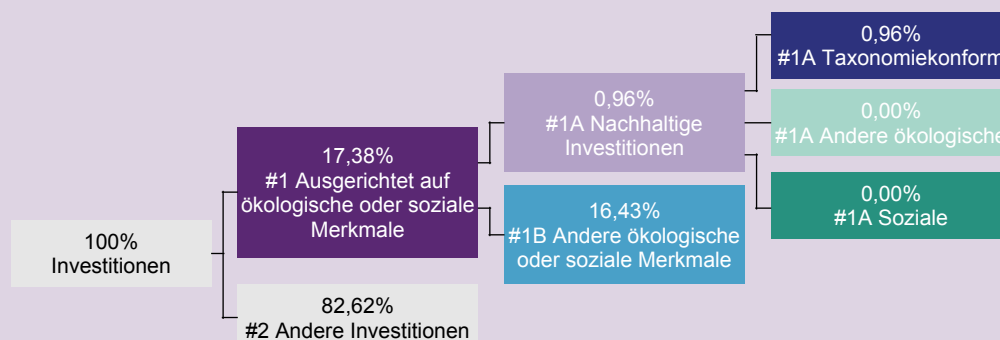 100%
Investitionen
17,38%
#1 Ausgerichtet auf
ökologische oder soziale
Merkmale
82,62%
#2 Andere Investitionen
0,96%
#1A Nachhaltige
Investitionen
16,43%
#1B Andere ökologische
oder soziale Merkmale
0,96%
#1A Taxonomiekonform
0,00%
#1A Andere ökologische
0,00%
#1A Soziale